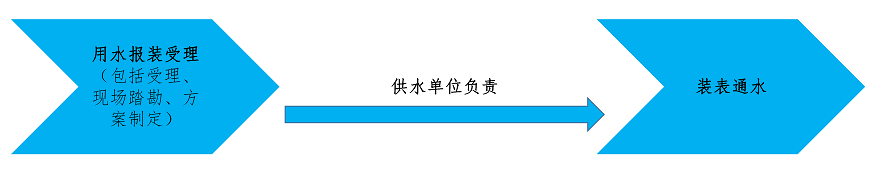 用水报装受理
（包括受理、
现场踏勘、方
案制定）
供水单位负责
装表通水